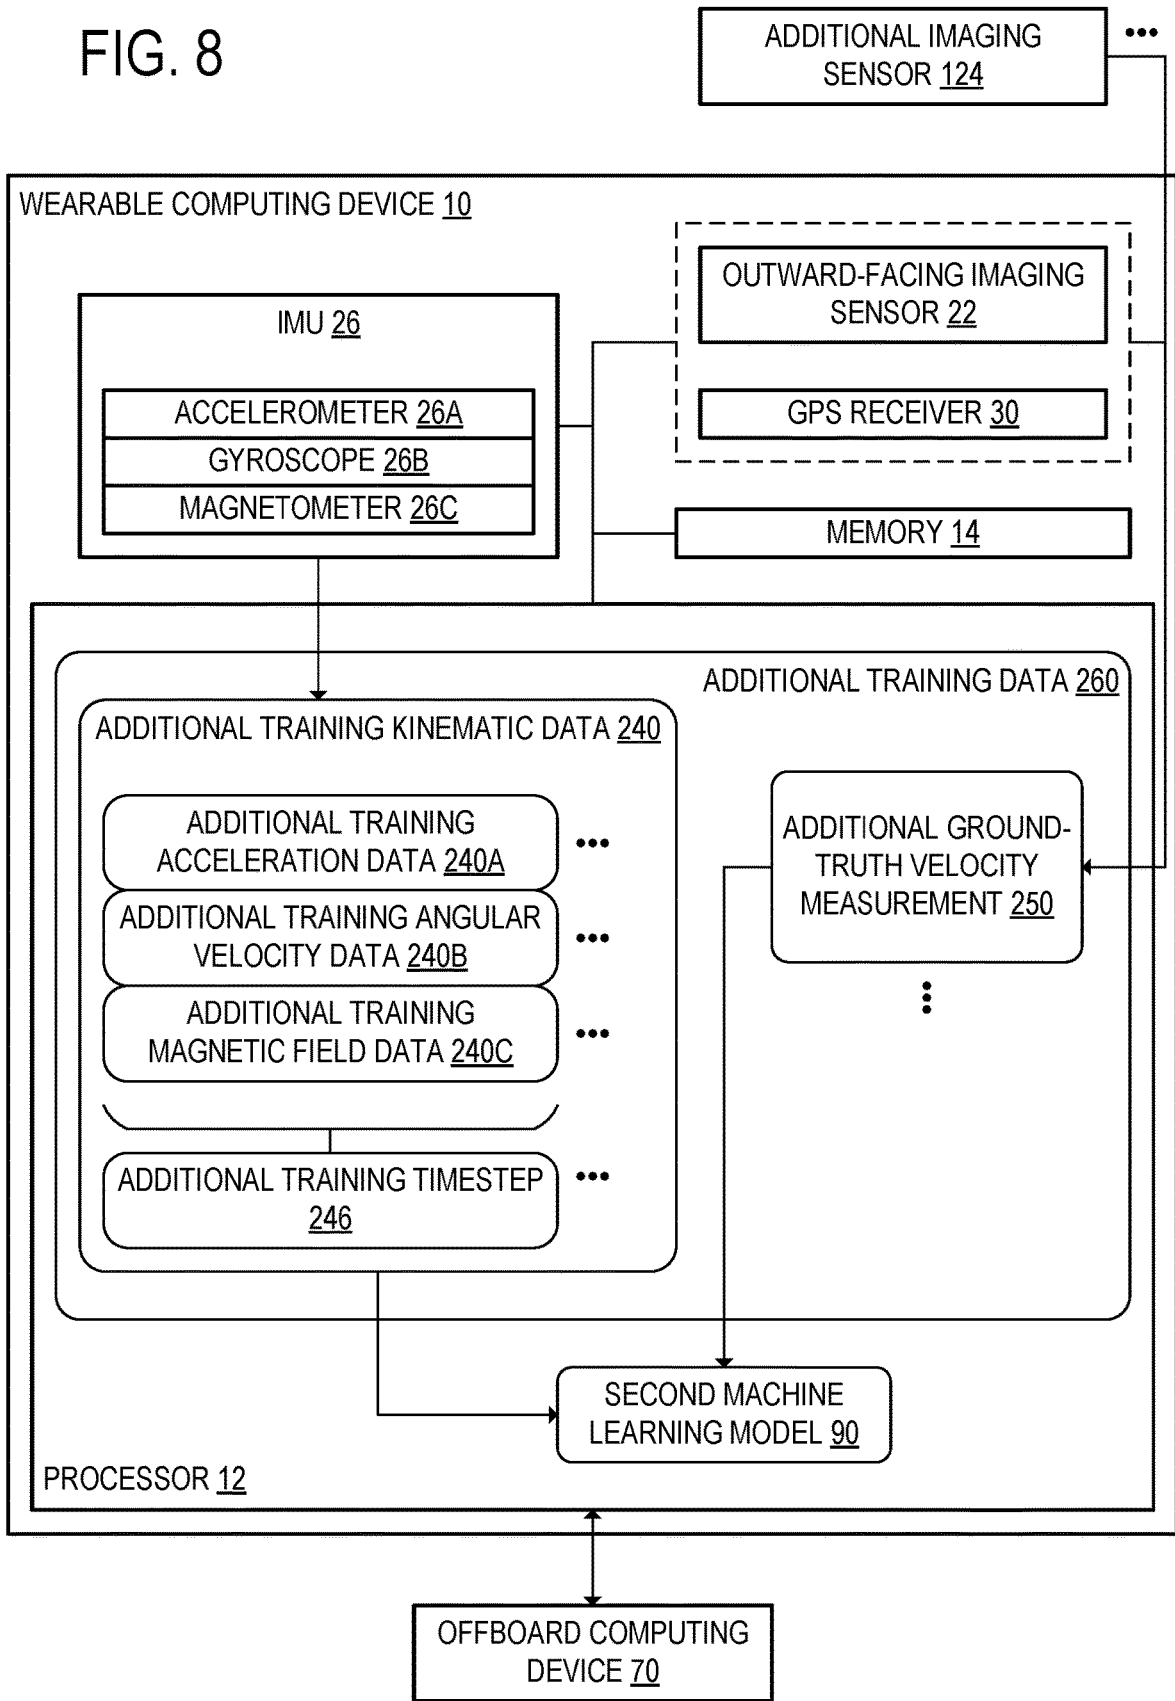 FIG. 8
ADDITIONAL IMAGING
SENSOR 124
•••
WEARABLE COMPUTING DEVICE 10
OUTWARD-FACING IMAGING
SENSOR 22
IMU 26
ACCELEROMETER 26A
GPS RECEIVER 30
GYROSCOPE 26B
MAGNETOMETER 26C
MEMORY 14
ADDITIONAL TRAINING DATA 260
ADDITIONAL TRAINING KINEMATIC DATA 240
ADDITIONAL TRAINING
ACCELERATION DATA 240A
•••
ADDITIONAL GROUND-
TRUTH VELOCITY
MEASUREMENT 250
ADDITIONAL TRAINING ANGULAR
VELOCITY DATA 240B
•••
ADDITIONAL TRAINING
MAGNETIC FIELD DATA 240C
•••
ADDITIONAL TRAINING TIMESTEP
246
•••
SECOND MACHINE
LEARNING MODEL 90
PROCESSOR 12
OFFBOARD COMPUTING
DEVICE 70